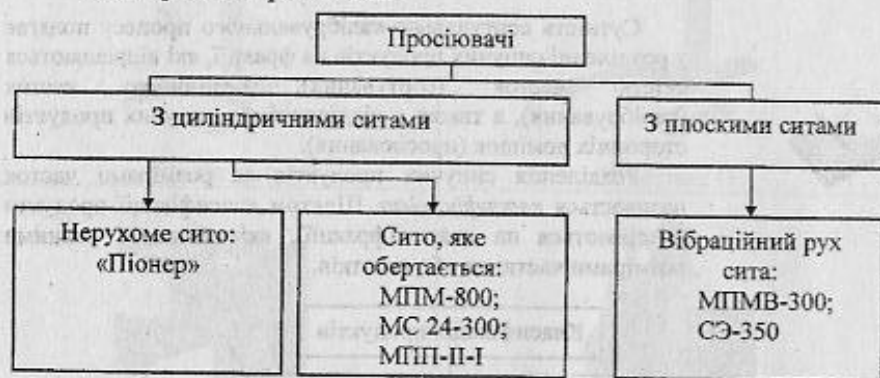 Просіювачі
З циліндричними ситами
З плоскими ситами
Нерухоме сито:
«Піонер»
Сито, яке
обертається:
МПМ-800;
МС 24-300;
МПП-II-I
Вібраційний рух
сита:
МПМВ-300;
СЭ-350